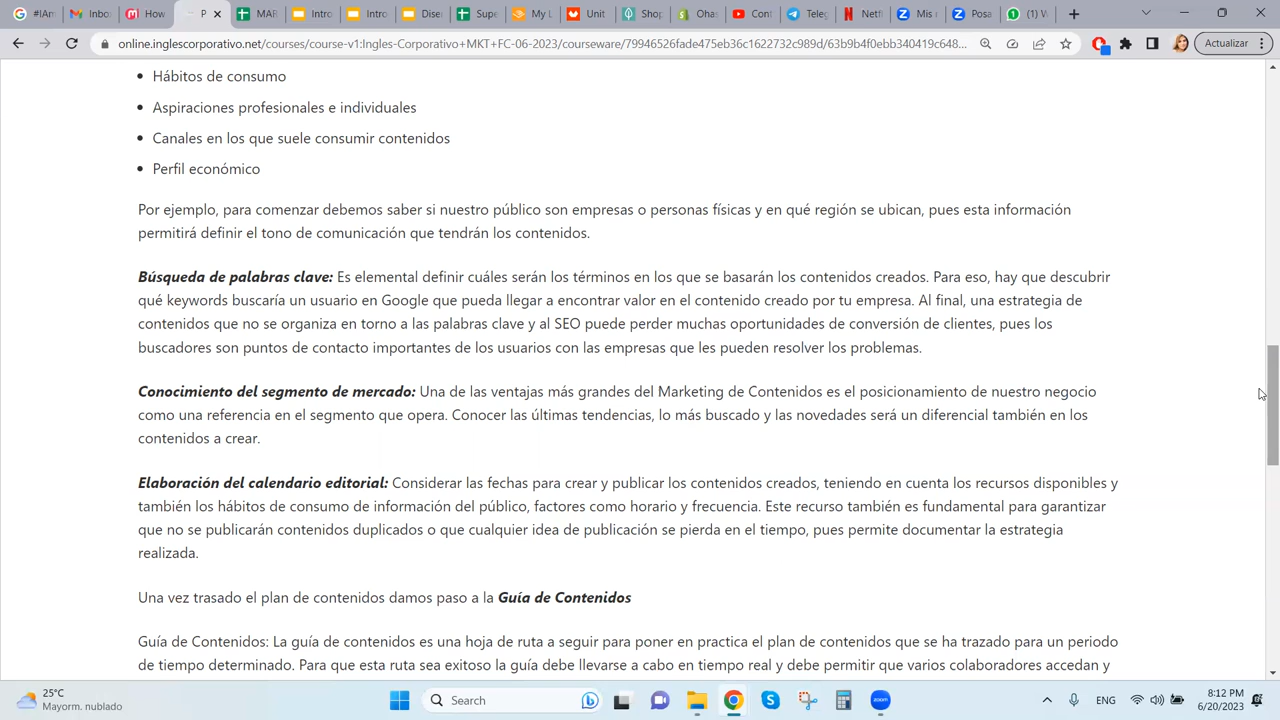 Inbo
How
P
MAI
Intro
Intro
Dise
Supe
My L
Unit
Shop
Ohas
Cont
Teleg
Netfl
Mis r
Posa
online.inglescorporativo.net/courses/course-v1:Ingles-Corporativo+MKT+FC-06-2023/courseware/79946526fade475eb36c1622732c989d/63b9b4f0ebb340419c648...
Actualizar
Hábitos de consumo
Aspiraciones profesionales e individuales
Canales en los que suele consumir contenidos
Perfil económico
Por ejemplo, para comenzar debemos saber si nuestro público son empresas o personas físicas y en qué región se ubican, pues esta información
permitirá definir el tono de comunicación que tendrán los contenidos.
Búsqueda de palabras clave: Es elemental definir cuáles serán los términos en los que se basarán los contenidos creados. Para eso, hay que descubrir
qué keywords buscaría un usuario en Google que pueda llegar a encontrar valor en el contenido creado por tu empresa. Al final, una estrategia de
contenidos que no se organiza en torno a las palabras clave y al SEO puede perder muchas oportunidades de conversión de clientes, pues los
buscadores son puntos de contacto importantes de los usuarios con las empresas que les pueden resolver los problemas.
Conocimiento del segmento de mercado: Una de las ventajas más grandes del Marketing de Contenidos es el posicionamiento de nuestro negocio
como una referencia en el segmento que opera. Conocer las últimas tendencias, lo más buscado y las novedades será un diferencial también en los
contenidos a crear.
Elaboración del calendario editorial: Considerar las fechas para crear y publicar los contenidos creados, teniendo en cuenta los recursos disponibles y
también los hábitos de consumo de información del público, factores como horario y frecuencia. Este recurso también es fundamental para garantizar
que no se publicarán contenidos duplicados o que cualquier idea de publicación se pierda en el tiempo, pues permite documentar la estrategia
realizada.
Una vez trasado el plan de contenidos damos paso a la Guía de Contenidos
Guía de Contenidos: La guía de contenidos es una hoja de ruta a seguir para poner en practica el plan de contenidos que se ha trazado para un periodo
de tiempo determinado. Para que esta ruta sea exitoso la guía debe llevarse a cabo en tiempo real y debe permitir que varios colaboradores accedan y
25°C
Mayorm. nublado
Search
zoom
ENG
8:12 PM
6/20/2023